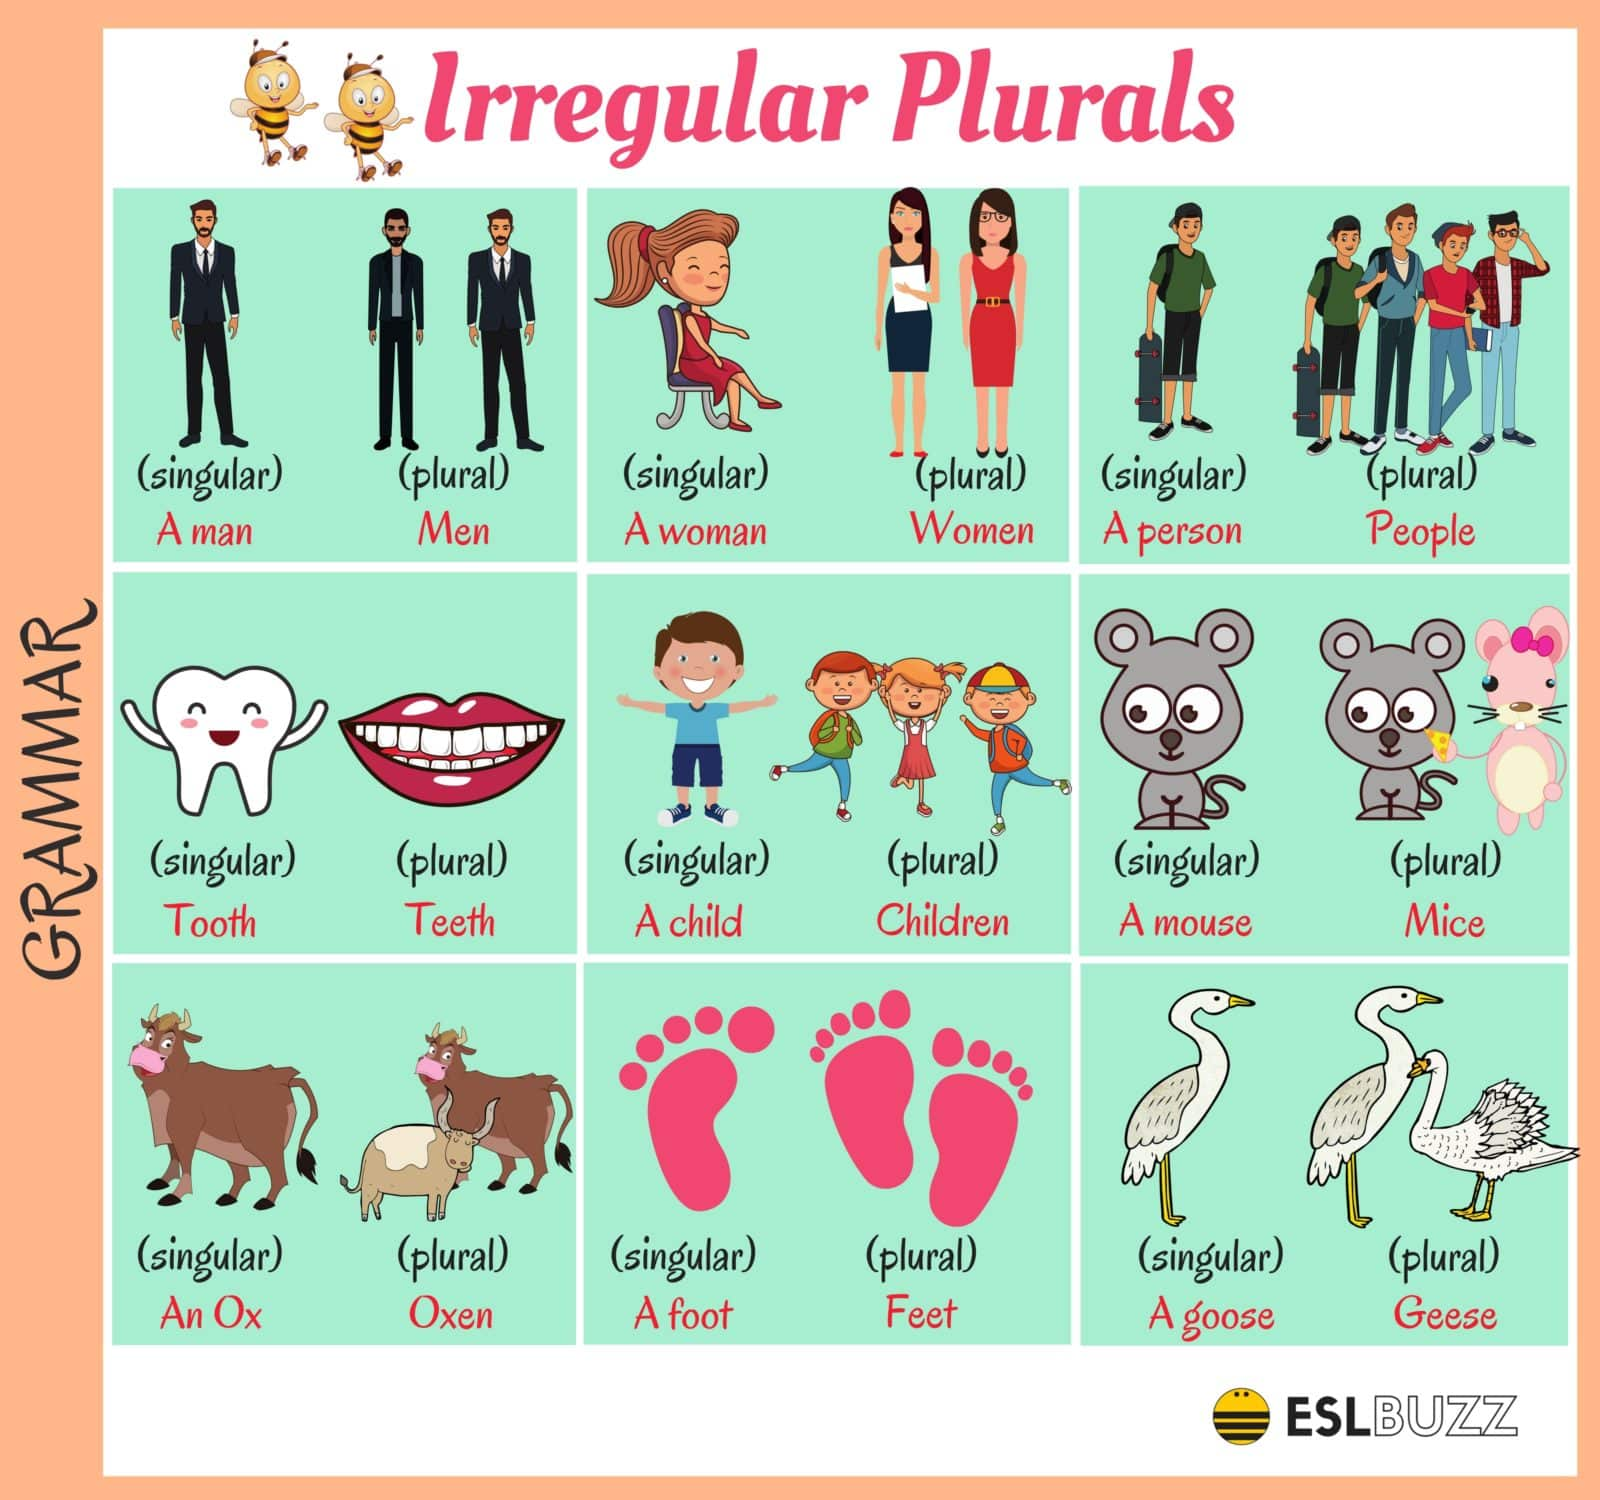 Irregular Plurals
GRAMMAR
(singular) (plural)
A man Men
(singular) (plural)
A woman Women
(singular) (plural)
A person People
(singular) (plural)
Tooth Teeth
(singular) (plural)
A child Children
(singular) (plural)
A mouse Mice
(singular) (plural)
An Ox Oxen
(singular) (plural)
A foot Feet
(singular) (plural)
A goose Geese
ESLBUZZ